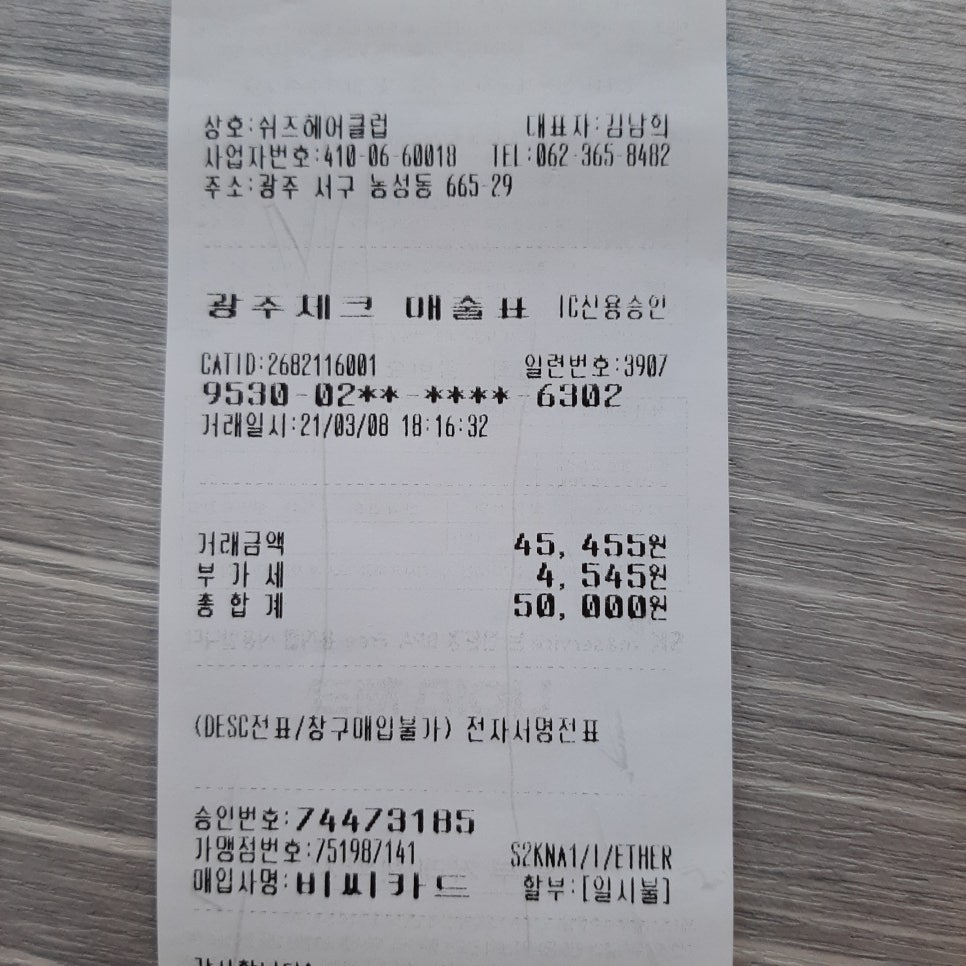 상호:쉬즈헤어클럽 대표자:김남희
사업자번호:410-06-60018 TEL:062-365-8482
주소:광주 서구 농성동 665-29
광주세크 매출표 IC신용승인
CATID:2682116001 일련번호:3907
9530-02**-****-6302
거래일시:21/03/08 18:16:32
거래금액 45,455원
부가세 4,545원
총합계 50,000원
(DESC전표/창구매입불가) 전자서명전표
승인번호:74473185
가맹점번호:751987141 S2KNA1/I/ETHER
매입사명:비씨카드 할부:[일시불]